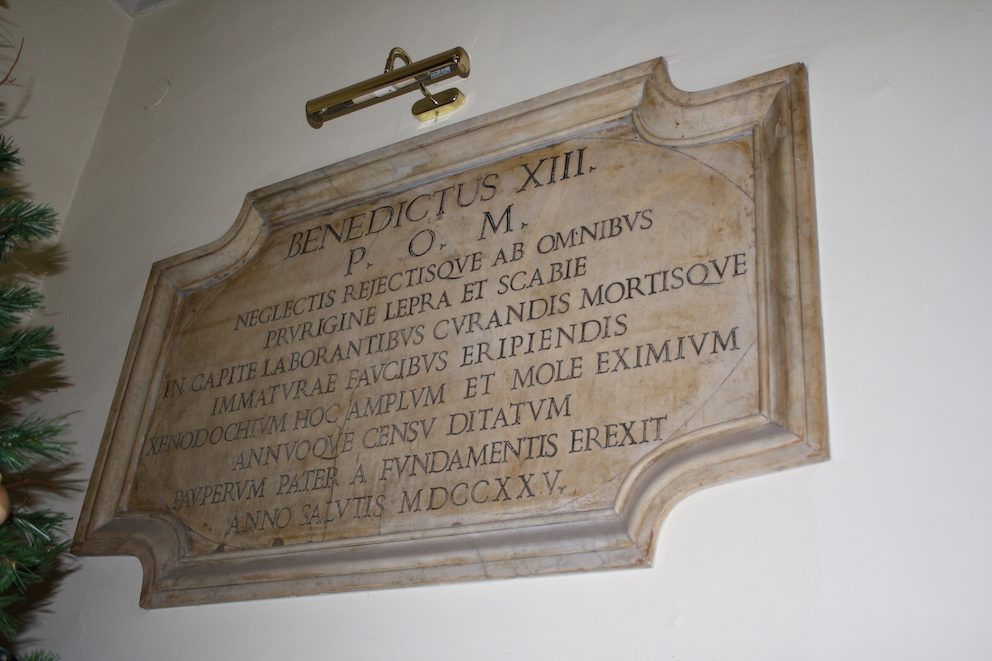 BENEDICTUS XIII.
P. O. M.
NEGLECTIS REJECTISQVE AB OMNIBVS
PRVRIGINE LEPRA ET SCABIE
IN CAPITE LABORANTIBVS CVRANDIS MORTISQVE
IMMATVRAE FAVCIBVS ERIPIENDIS
XENODOCHIVM HOC AMPLVM ET MOLE EXIMIVM
ANNVOQVE CENSV DITATVM
PAVPERVM PATER A FVNDAMENTIS EREXIT
ANNO SALVTIS MDCCXXV.